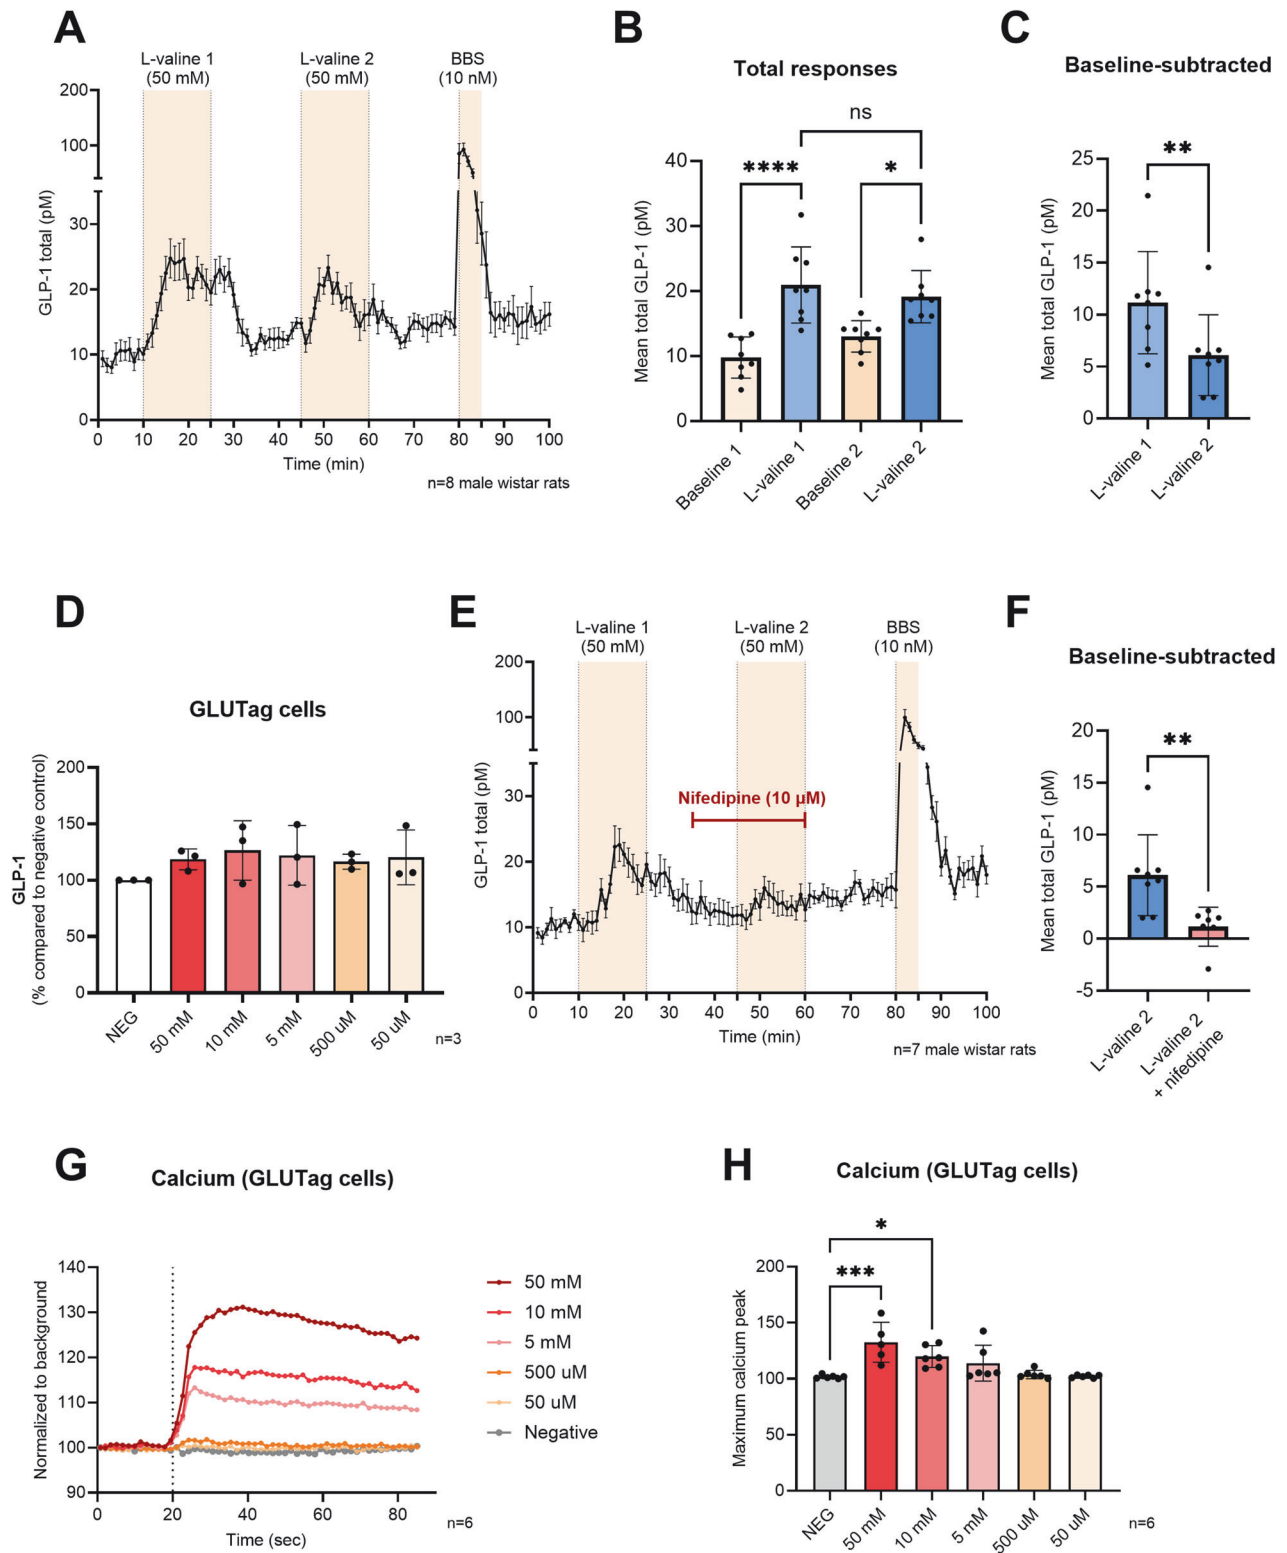 A
L-valine 1
(50 mM)
L-valine 2
(50 mM)
BBS
(10 nM)
GLP-1 total (pM)
200
100
30
20
10
0
0 10 20 30 40 50 60 70 80 90 100
Time (min)
n=8 male wistar rats
B
Total responses
ns
**** *
Mean total GLP-1 (pM)
40
30
20
10
0
Baseline 1
L-valine 1
Baseline 2
L-valine 2
C
Baseline-subtracted
**
Mean total GLP-1 (pM)
25
20
15
10
5
0
L-valine 1
L-valine 2
D
GLUTag cells
GLP-1
(% compared to negative control)
200
150
100
50
0
NEG
50 mM
10 mM
5 mM
500 uM
50 uM
n=3
E
L-valine 1
(50 mM)
L-valine 2
(50 mM)
BBS
(10 nM)
Nifedipine (10 µM)
GLP-1 total (pM)
200
100
30
20
10
0
0 10 20 30 40 50 60 70 80 90 100
Time (min)
n=7 male wistar rats
F
Baseline-subtracted
**
Mean total GLP-1 (pM)
20
15
10
5
0
-5
L-valine 2
L-valine 2
+ nifedipine
G
Calcium (GLUTag cells)
Normalized to background
140
130
120
110
100
90
0 20 40 60 80
Time (sec)
n=6
50 mM
10 mM
5 mM
500 uM
50 uM
Negative
H
Calcium (GLUTag cells)
*
***
Maximum calcium peak
200
150
100
50
0
NEG
50 mM
10 mM
5 mM
500 uM
50 uM
n=6